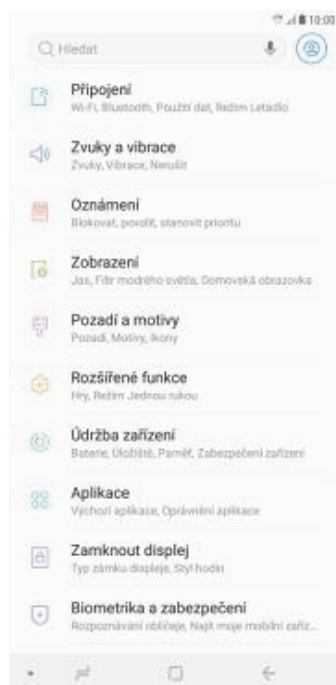 10:00
Hledat
Připojení
Wi-Fi, Bluetooth, Použití dat, Režim Letadlo
Zvuky a vibrace
Zvuky, Vibrace, Nerušit
Oznámení
Blokovat, povolit, stanovit prioritu
Zobrazení
Jas, Filtr modrého světla, Domovská obrazovka
Pozadí a motivy
Pozadí, Motivy, Ikony
Rozšířené funkce
Hry, Režim Jednou rukou
Údržba zařízení
Baterie, Úložiště, Paměť, Zabezpečení zařízení
Aplikace
Výchozí aplikace, Oprávnění aplikace
Zamknout displej
Typ zámku displeje, Styl hodin
Biometrika a zabezpečení
Rozpoznávání obličeje, Najít moje mobilní zaříz...